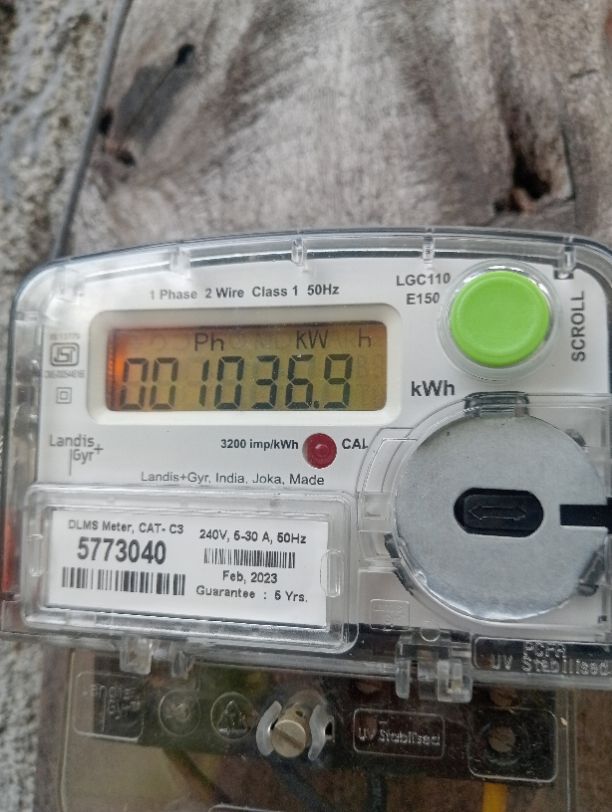 1 Phase 2 Wire Class 1 50Hz
LGC110
E150
SCROLL
Ph kW h
001036.9
kWh
3200 imp/kWh
CAL
Landis
Gyr+
Landis+Gyr, India, Joka, Made
DLMS Meter, CAT- C3
5773040
240V, 5-30 A, 50Hz
Feb, 2023
Guarantee : 5 Yrs.
UV Stabilised
UV Stabilised